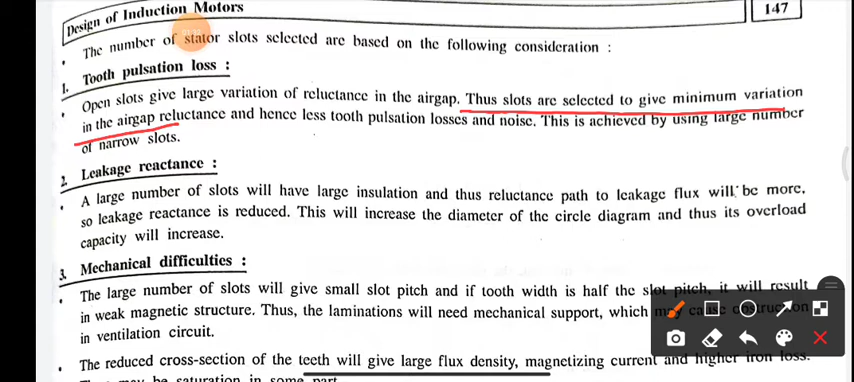 Design of Induction Motors
147
• The number of stator slots selected are based on the following consideration :
1. Tooth pulsation loss :
• Open slots give large variation of reluctance in the airgap. Thus slots are selected to give minimum variation
in the airgap reluctance and hence less tooth pulsation losses and noise. This is achieved by using large number
of narrow slots.
2. Leakage reactance :
• A large number of slots will have large insulation and thus reluctance path to leakage flux will be more,
so leakage reactance is reduced. This will increase the diameter of the circle diagram and thus its overload
capacity will increase.
3. Mechanical difficulties :
• The large number of slots will give small slot pitch and if tooth width is half the slot pitch, it will result
in weak magnetic structure. Thus, the laminations will need mechanical support, which may cause obstruction
in ventilation circuit.
• The reduced cross-section of the teeth will give large flux density, magnetizing current and higher iron loss.
be saturation in some part